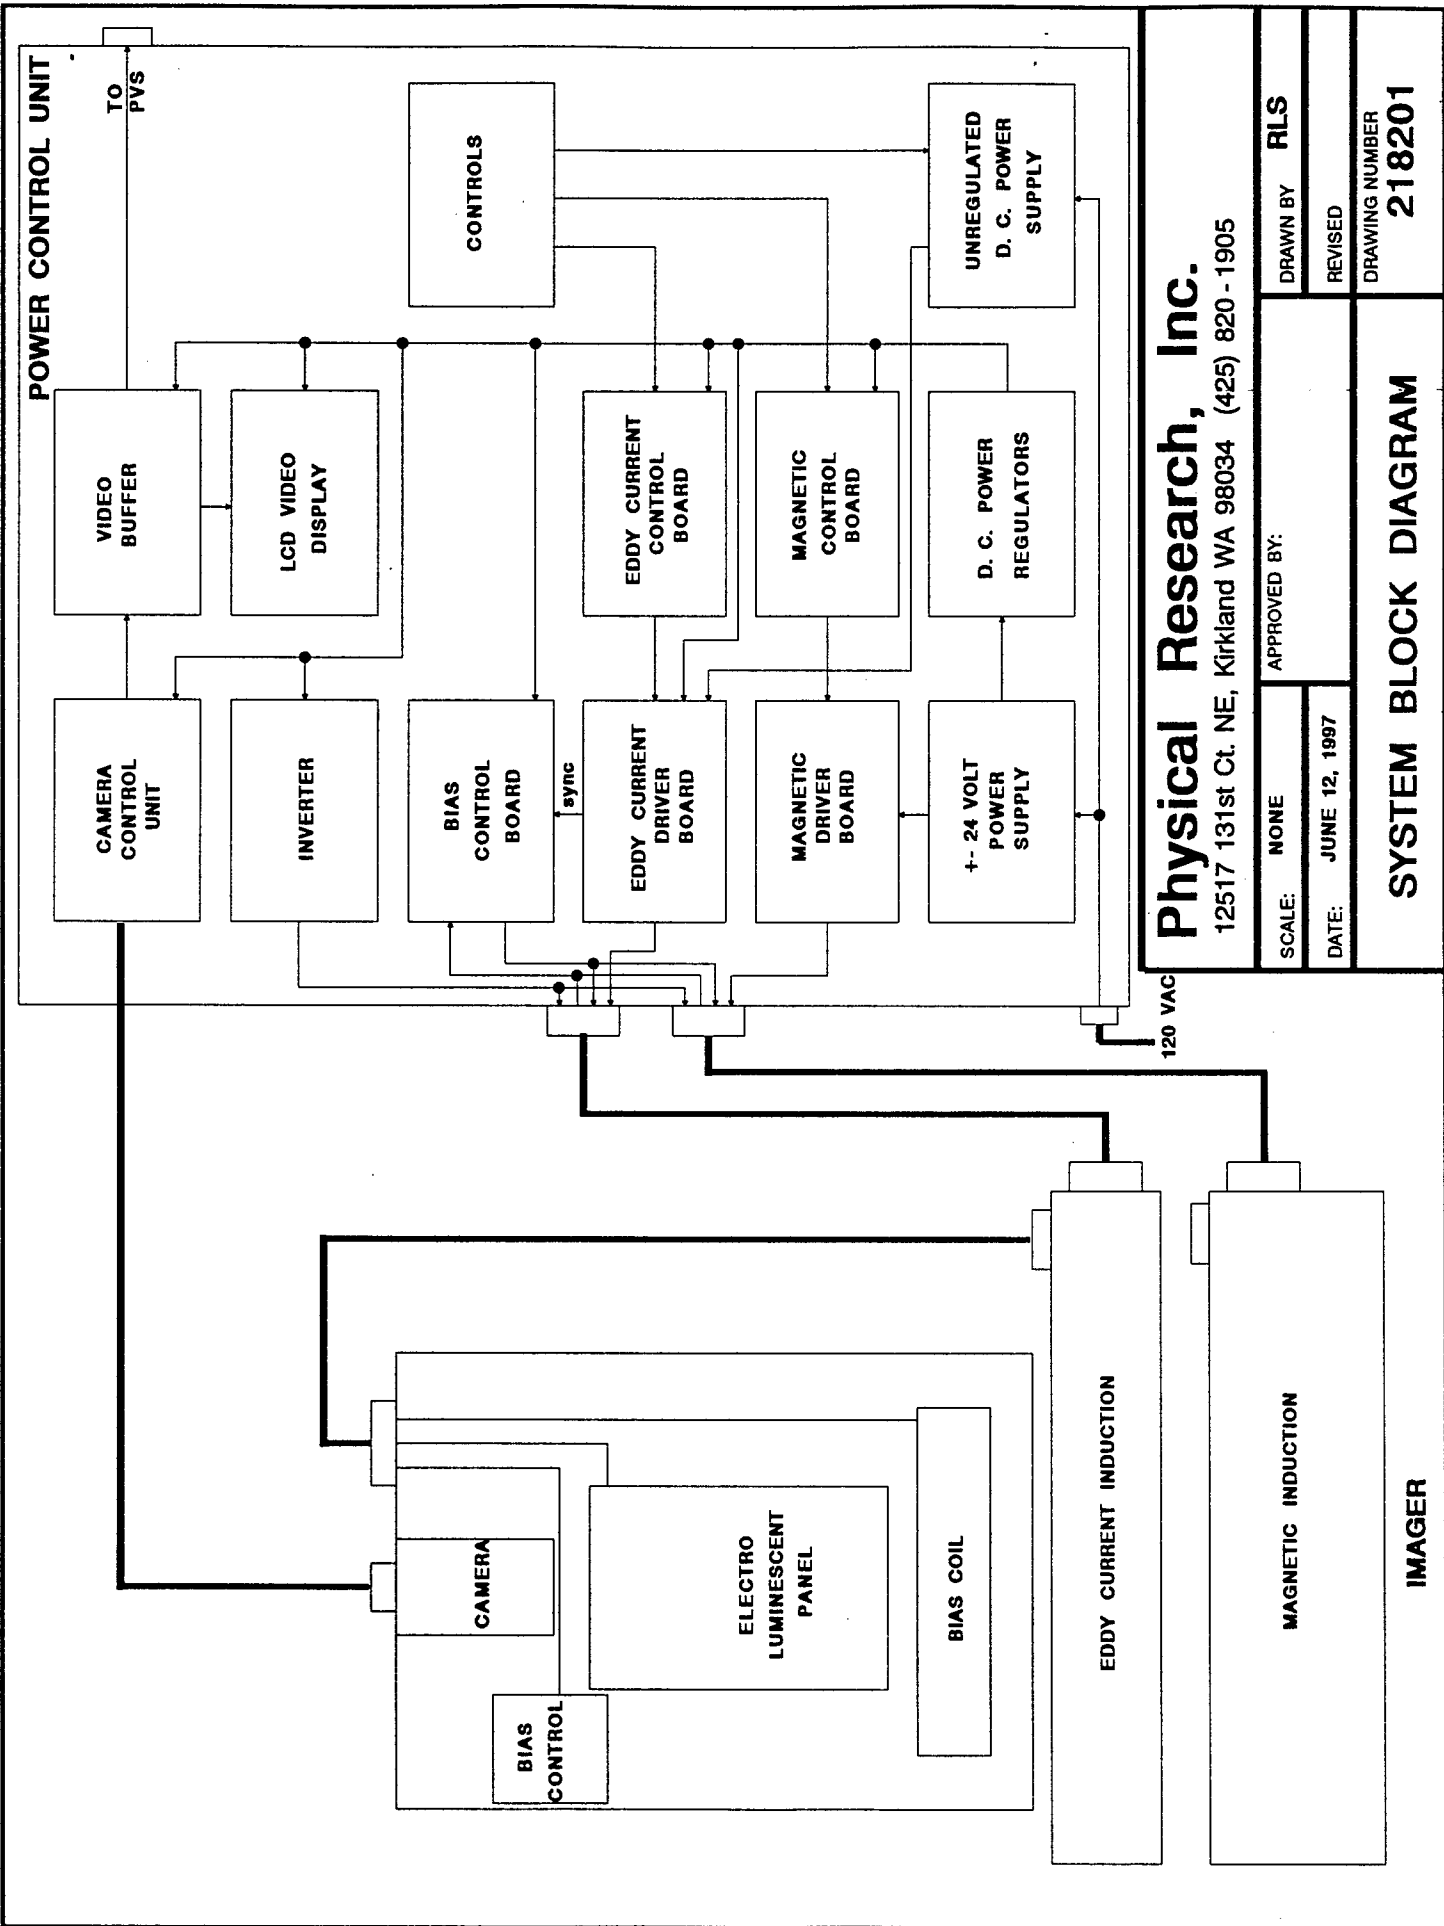 POWER CONTROL UNIT
TO
PVS
CAMERA
CONTROL
UNIT
VIDEO
BUFFER
INVERTER
LCD VIDEO
DISPLAY
BIAS
CONTROL
BOARD
CONTROLS
sync
EDDY CURRENT
DRIVER
BOARD
EDDY CURRENT
CONTROL
BOARD
MAGNETIC
DRIVER
BOARD
MAGNETIC
CONTROL
BOARD
+- 24 VOLT
POWER
SUPPLY
D. C. POWER
REGULATORS
UNREGULATED
D. C. POWER
SUPPLY
120 VAC
CAMERA
BIAS
CONTROL
ELECTRO
LUMINESCENT
PANEL
BIAS COIL
EDDY CURRENT INDUCTION
MAGNETIC INDUCTION
IMAGER
Physical Research, Inc.
12517 131st Ct. NE, Kirkland WA 98034 (425) 820-1905
SCALE: NONE
APPROVED BY:
DRAWN BY RLS
DATE: JUNE 12, 1997
REVISED
SYSTEM BLOCK DIAGRAM
DRAWING NUMBER
218201